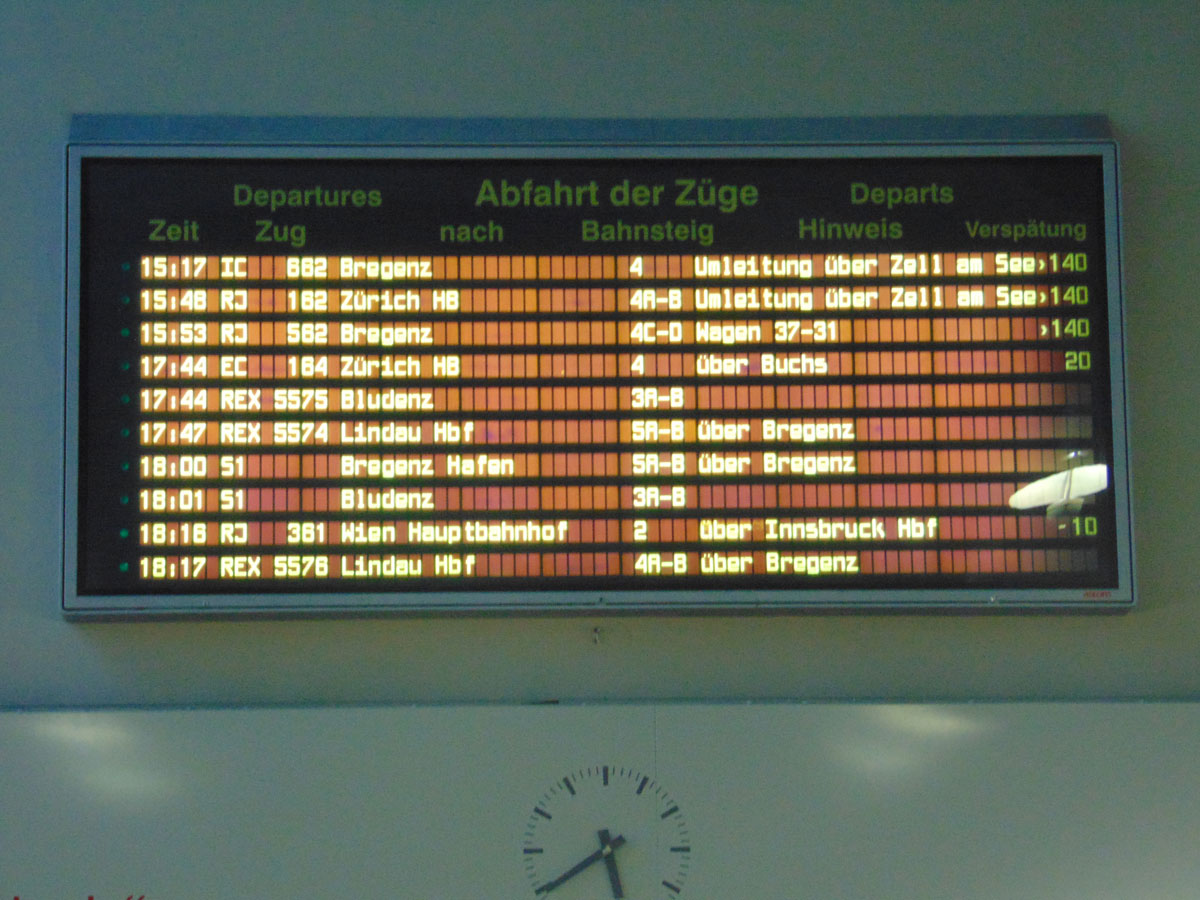 Departures Abfahrt der Züge Departs
Zeit Zug nach Bahnsteig Hinweis Verspätung
15:17 IC 662 Bregenz 4 Umleitung über Zell am See›140
15:48 RJ 162 Zürich HB 4A-B Umleitung über Zell am See›140
15:53 RJ 562 Bregenz 4C-D Wagen 37-31 ›140
17:44 EC 164 Zürich HB 4 über Buchs 20
17:44 REX 5575 Bludenz 3A-B
17:47 REX 5574 Lindau Hbf 5A-B über Bregenz
18:00 S1 Bregenz Hafen 5A-B über Bregenz
18:01 S1 Bludenz 3A-B
18:16 RJ 361 Wien Hauptbahnhof 2 über Innsbruck Hbf -10
18:17 REX 5576 Lindau Hbf 4A-B über Bregenz